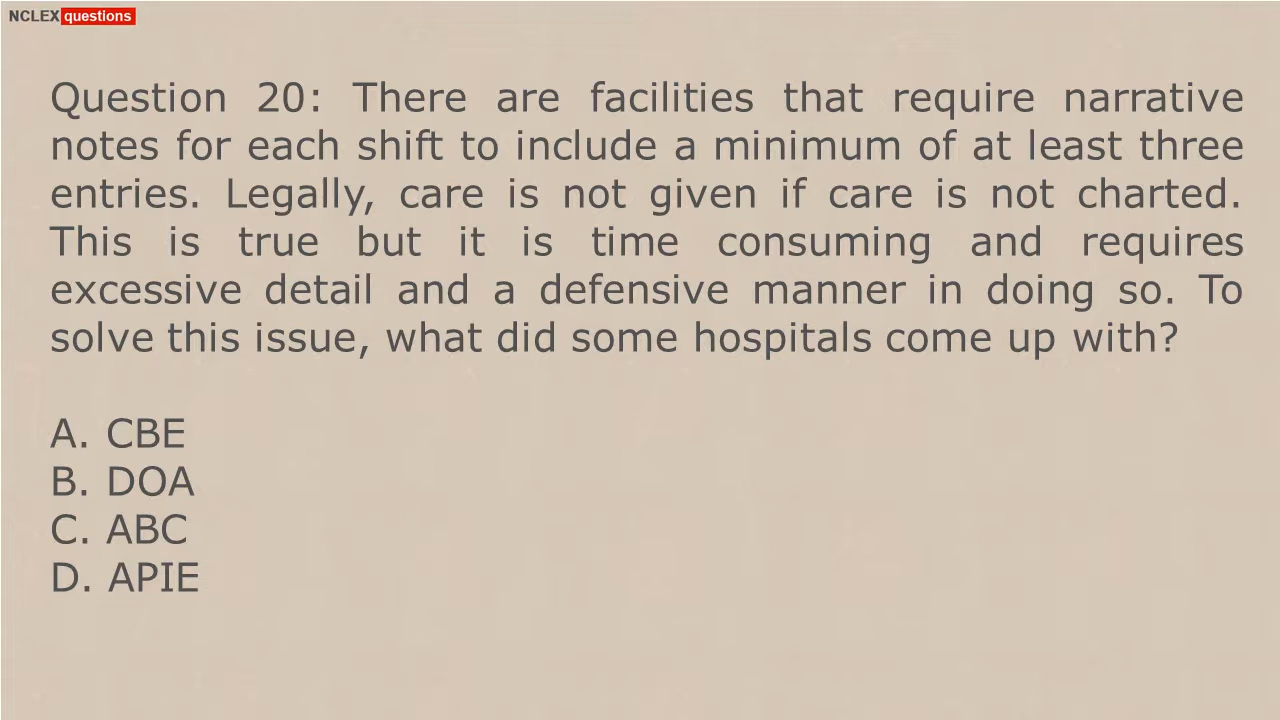 NCLEX questions
Question 20: There are facilities that require narrative
notes for each shift to include a minimum of at least three
entries. Legally, care is not given if care is not charted.
This is true but it is time consuming and requires
excessive detail and a defensive manner in doing so. To
solve this issue, what did some hospitals come up with?
A. CBE
B. DOA
C. ABC
D. APIE